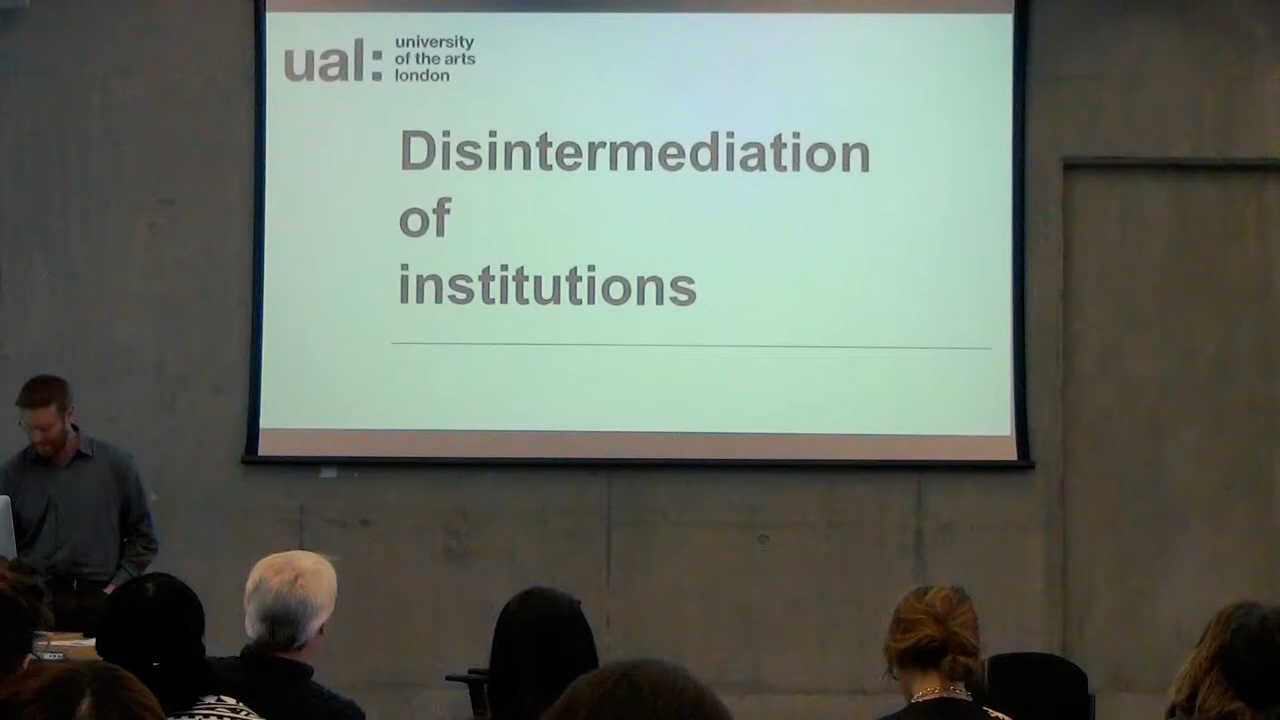 ual:
university
of the arts
london
Disintermediation
of
institutions